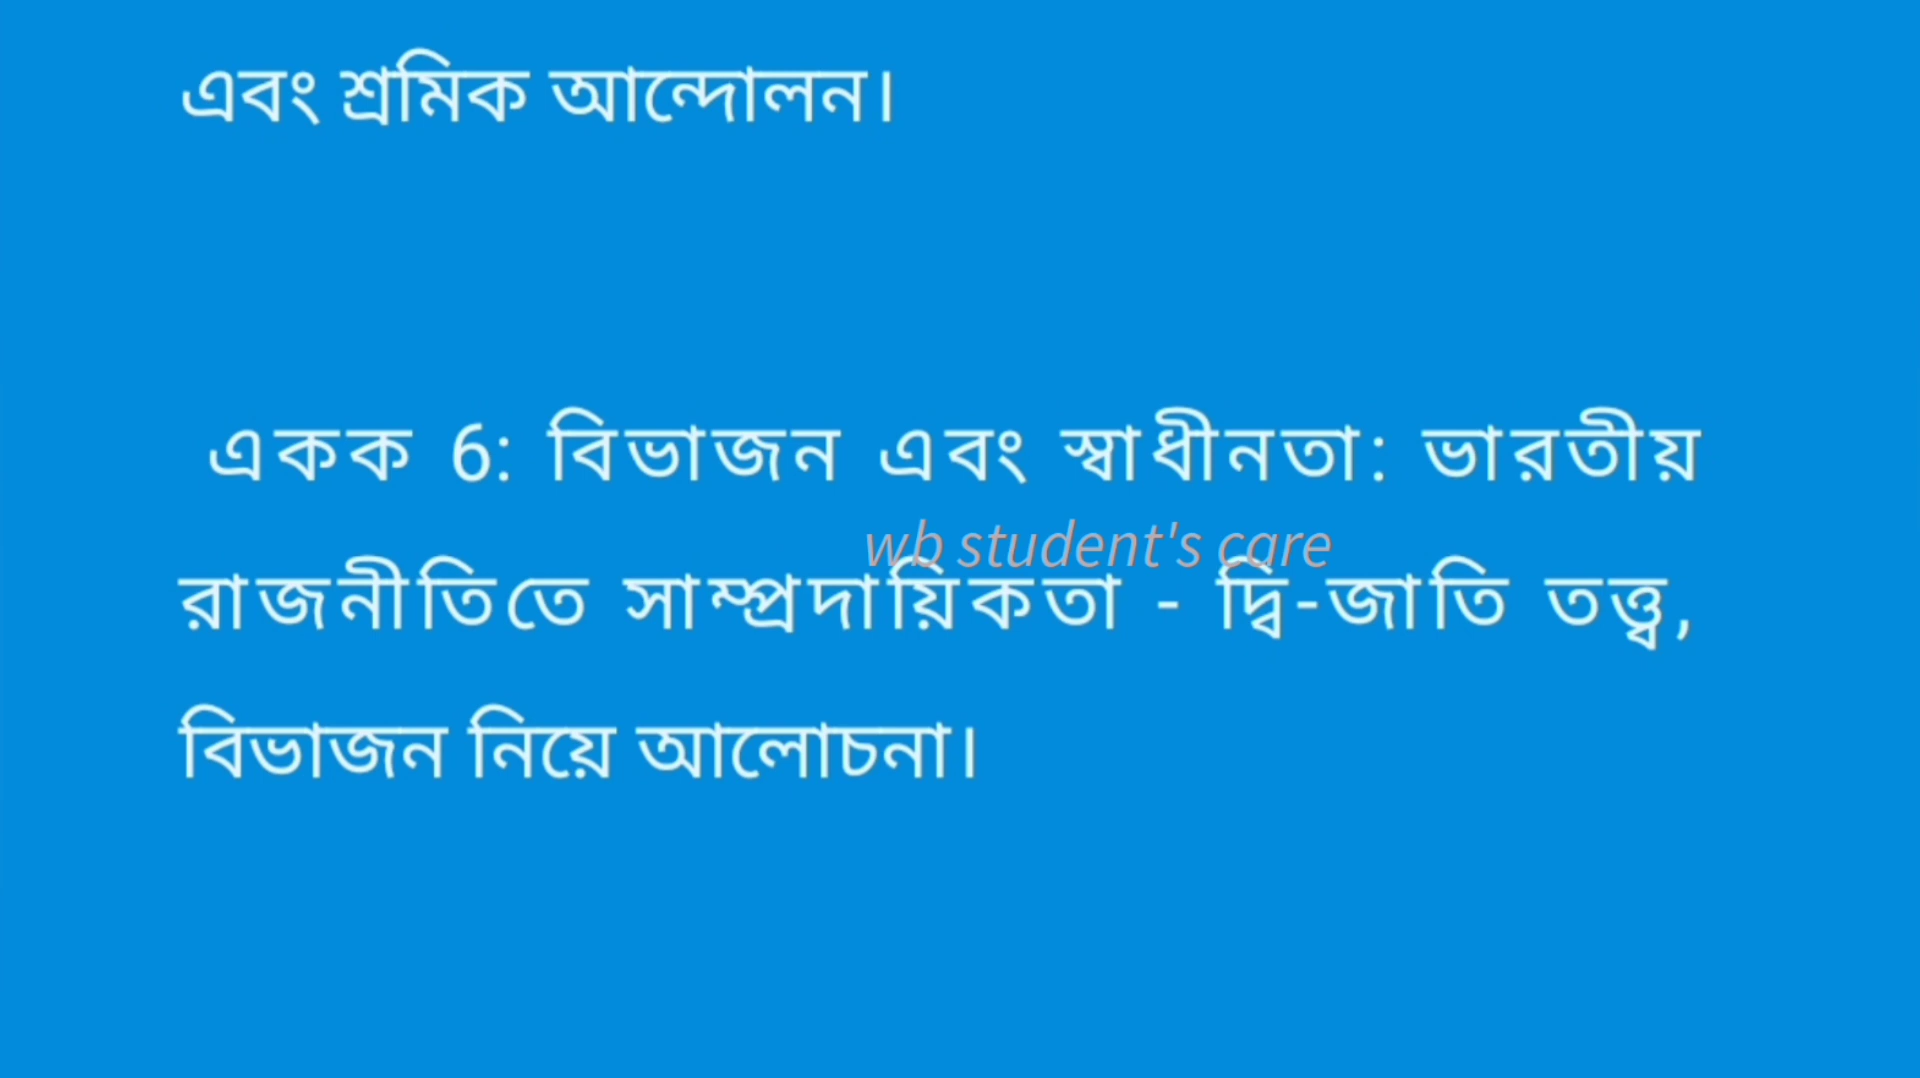 এবং শ্রমিক আন্দোলন।
একক 6: বিভাজন এবং স্বাধীনতা: ভারতীয়
wb student's care
রাজনীতিতে সাম্প্রদায়িকতা - দ্বি-জাতি তত্ত্ব,
বিভাজন নিয়ে আলোচনা।